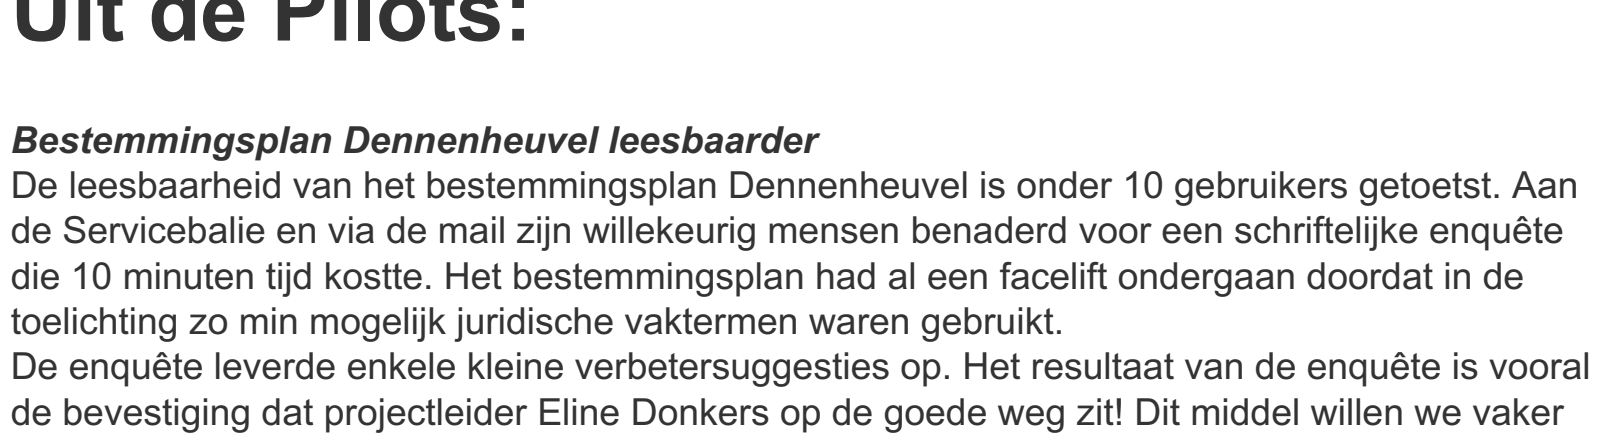 Uit de Pilots:
Bestemmingsplan Dennenheuvel leesbaarder
De leesbaarheid van het bestemmingsplan Dennenheuvel is onder 10 gebruikers getoetst. Aan
de Servicebalie en via de mail zijn willekeurig mensen benaderd voor een schriftelijke enquête
die 10 minuten tijd kostte. Het bestemmingsplan had al een facelift ondergaan doordat in de
toelichting zo min mogelijk juridische vaktermen waren gebruikt.
De enquête leverde enkele kleine verbetersuggesties op. Het resultaat van de enquête is vooral
de bevestiging dat projectleider Eline Donkers op de goede weg zit! Dit middel willen we vaker